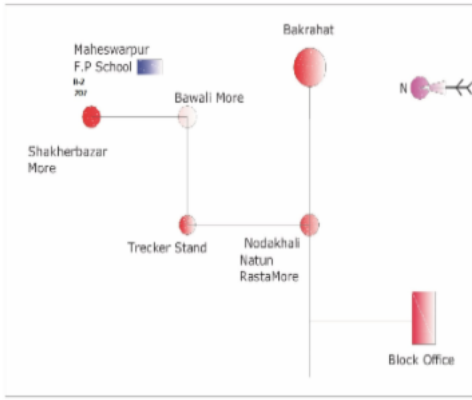 Bakrahat
Maheswarpur
F.P School
N
Bawali More
Shakherbazar
More
Trecker Stand
Nodakhali
Natun
RastaMore
Block Office